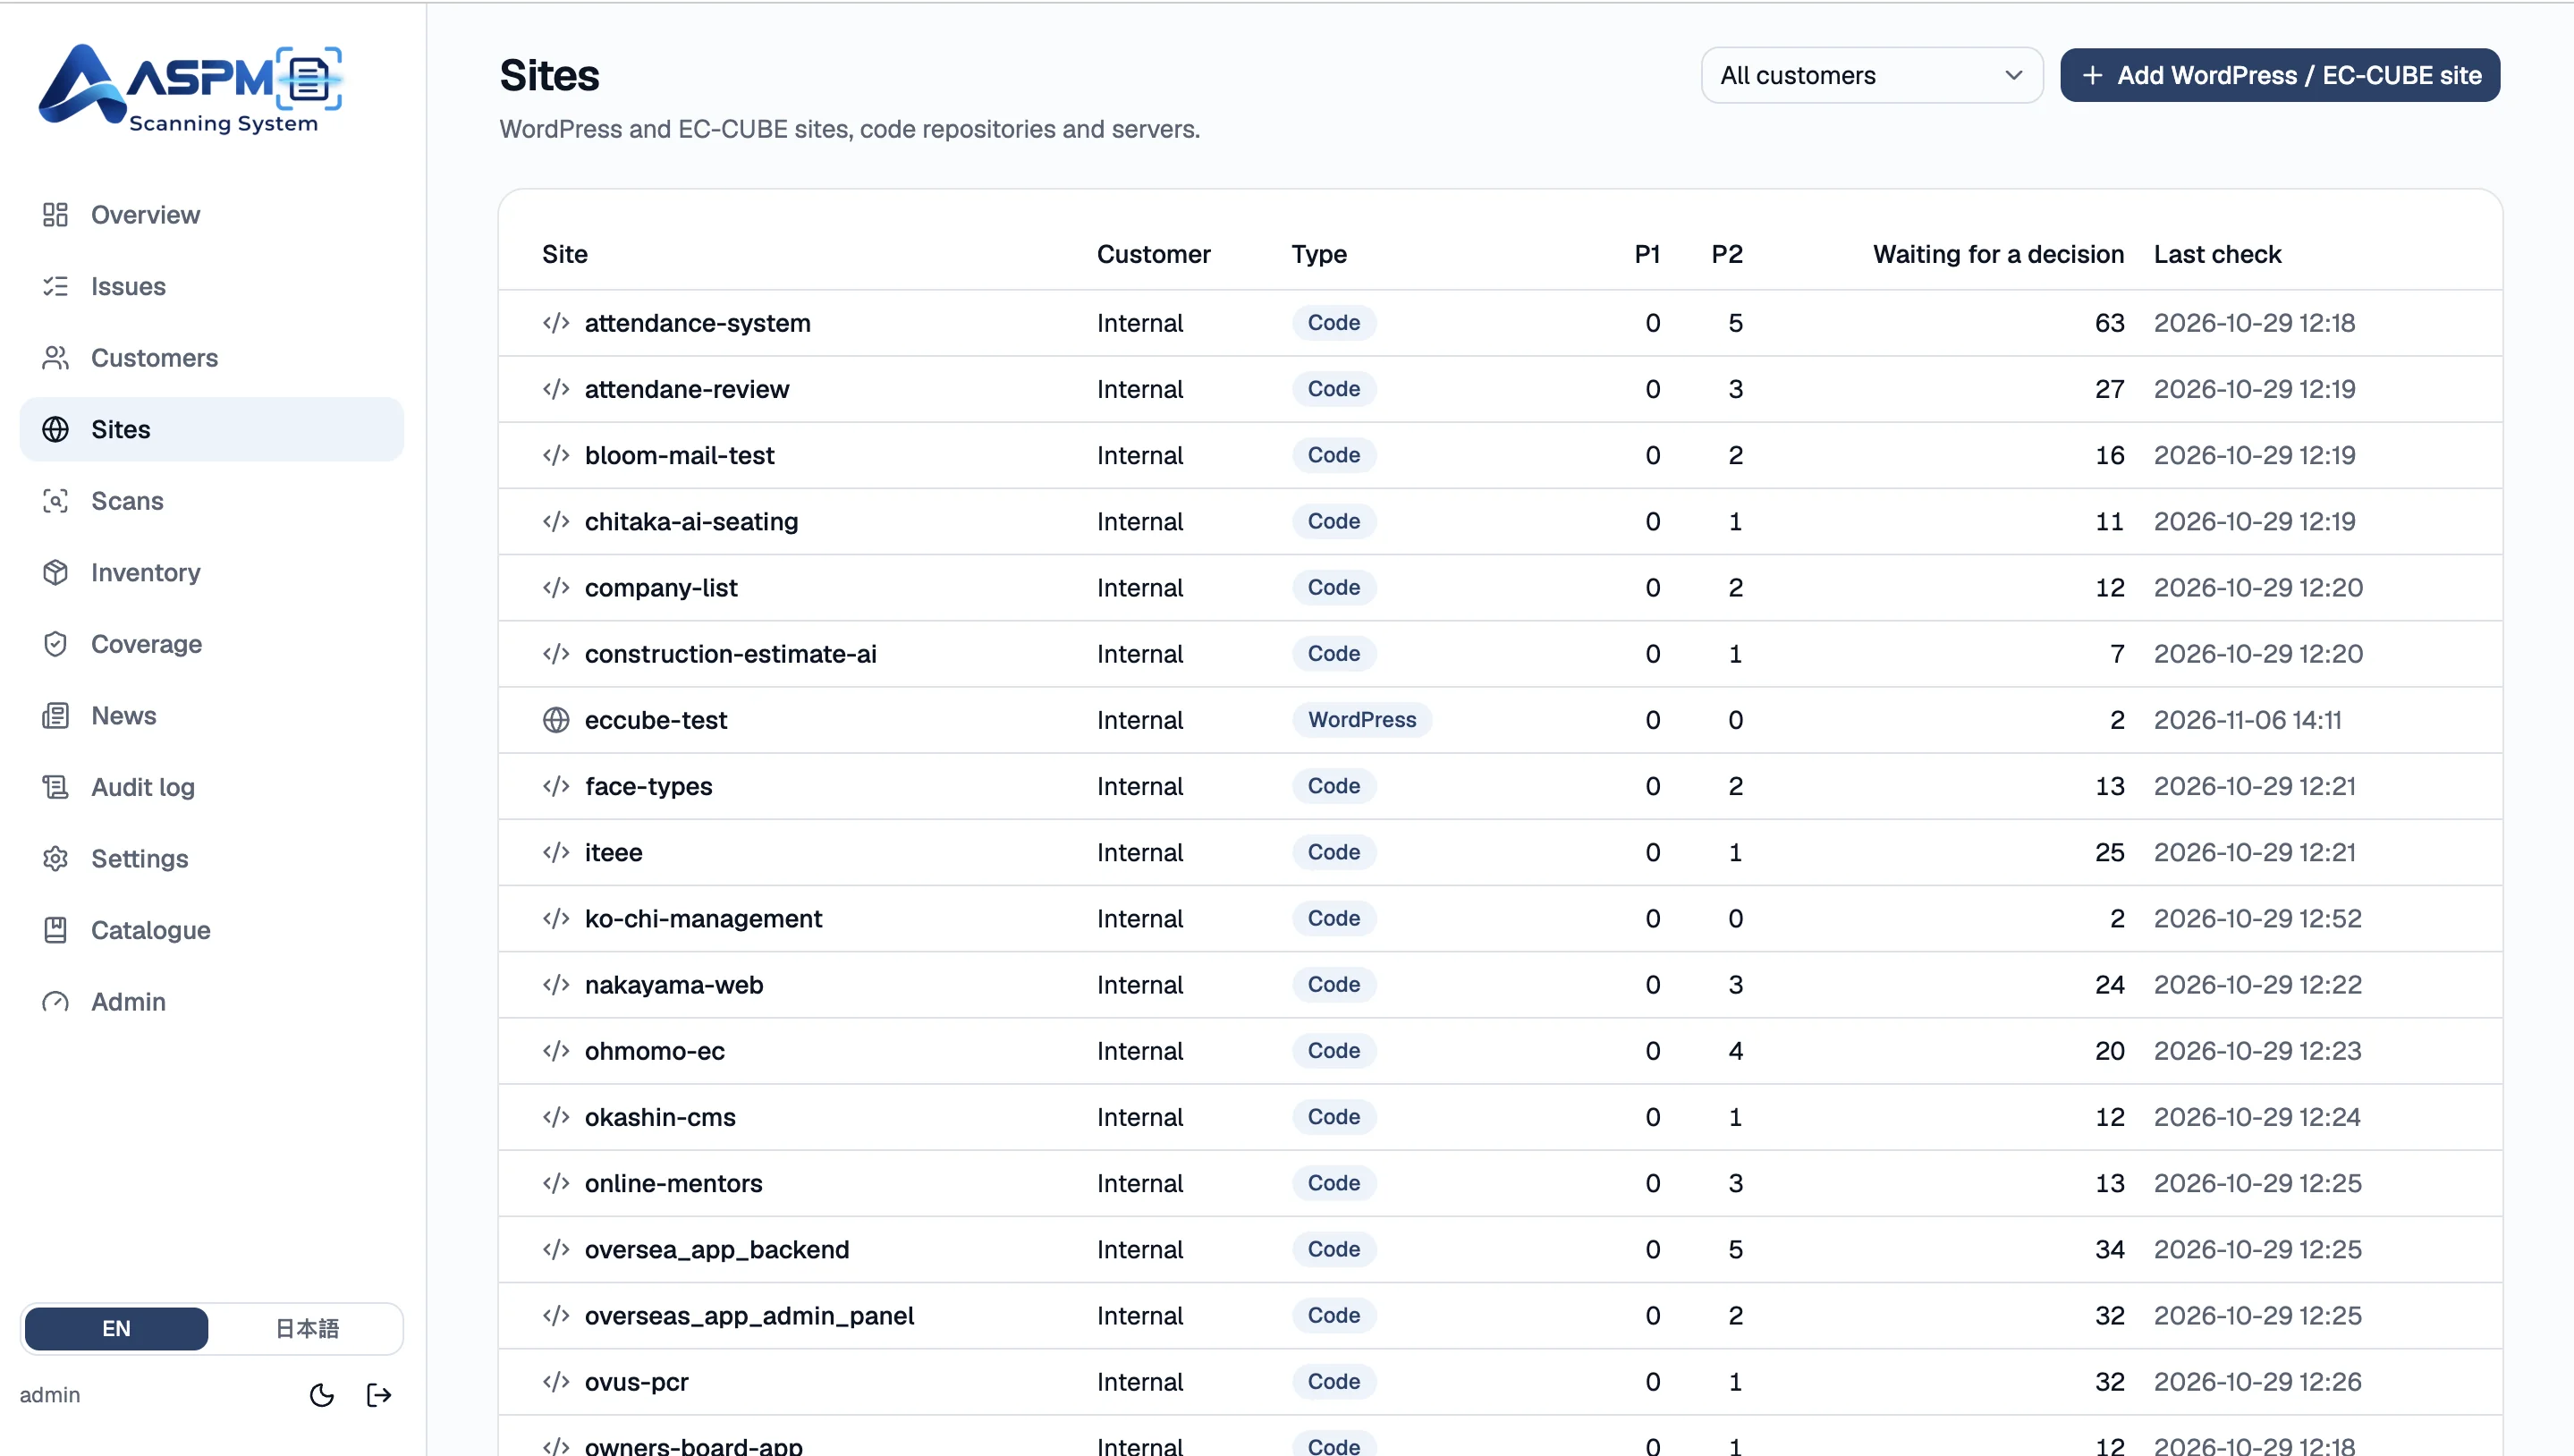 ASPM
Scanning System
Overview
Issues
Customers
Sites
Scans
Inventory
Coverage
News
Audit log
Settings
Catalogue
Admin
EN 日本語
admin
Sites
WordPress and EC-CUBE sites, code repositories and servers.
All customers
+ Add WordPress / EC-CUBE site
Site Customer Type P1 P2 Waiting for a decision Last check
</> attendance-system Internal Code 0 5 63 2026-10-29 12:18
</> attendane-review Internal Code 0 3 27 2026-10-29 12:19
</> bloom-mail-test Internal Code 0 2 16 2026-10-29 12:19
</> chitaka-ai-seating Internal Code 0 1 11 2026-10-29 12:19
</> company-list Internal Code 0 2 12 2026-10-29 12:20
</> construction-estimate-ai Internal Code 0 1 7 2026-10-29 12:20
eccube-test Internal WordPress 0 0 2 2026-11-06 14:11
</> face-types Internal Code 0 2 13 2026-10-29 12:21
</> iteee Internal Code 0 1 25 2026-10-29 12:21
</> ko-chi-management Internal Code 0 0 2 2026-10-29 12:52
</> nakayama-web Internal Code 0 3 24 2026-10-29 12:22
</> ohmomo-ec Internal Code 0 4 20 2026-10-29 12:23
</> okashin-cms Internal Code 0 1 12 2026-10-29 12:24
</> online-mentors Internal Code 0 3 13 2026-10-29 12:25
</> oversea_app_backend Internal Code 0 5 34 2026-10-29 12:25
</> overseas_app_admin_panel Internal Code 0 2 32 2026-10-29 12:25
</> ovus-pcr Internal Code 0 1 32 2026-10-29 12:26
</> owners-board-app Internal Code 0 1 12 2026-10-29 12:18